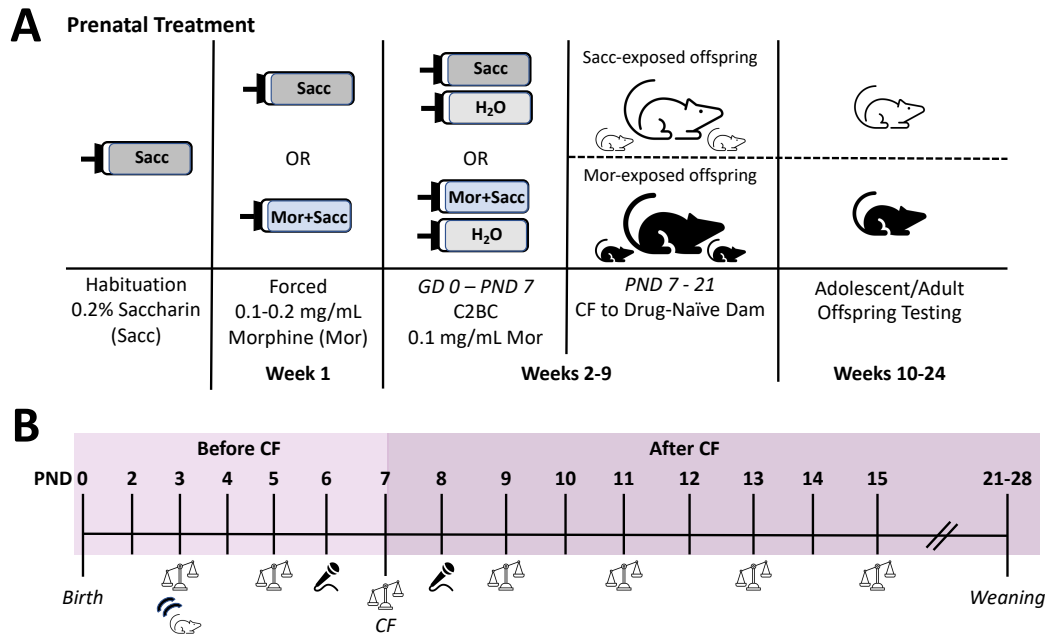 A
Prenatal Treatment
Sacc
Sacc
OR
Mor+Sacc
Sacc
H₂O
OR
Mor+Sacc
H₂O
Sacc-exposed offspring
Mor-exposed offspring
Habituation
0.2% Saccharin
(Sacc)
Forced
0.1-0.2 mg/mL
Morphine (Mor)
GD 0 – PND 7
C2BC
0.1 mg/mL Mor
PND 7 - 21
CF to Drug-Naïve Dam
Adolescent/Adult
Offspring Testing
Week 1
Weeks 2-9
Weeks 10-24
B
Before CF
After CF
PND 0 2 3 4 5 6 7 8 9 10 11 12 13 14 15 21-28
Birth
CF
Weaning